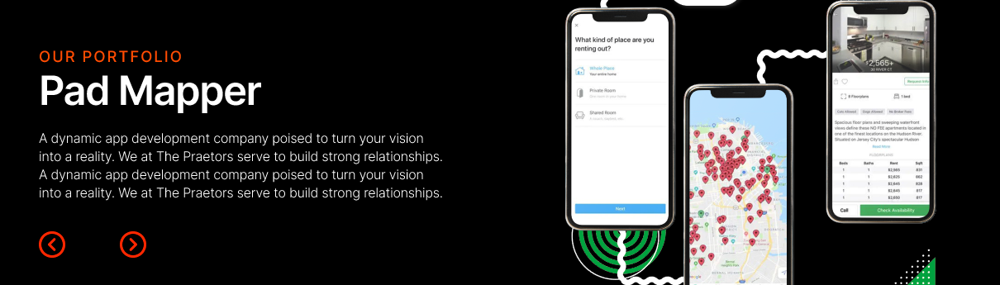 OUR PORTFOLIO
Pad Mapper
A dynamic app development company poised to turn your vision
into a reality. We at The Praetors serve to build strong relationships.
A dynamic app development company poised to turn your vision
into a reality. We at The Praetors serve to build strong relationships.
What kind of place are you
renting out?
Whole Place
Your entire home
Private Room
Shared Room
Next
$2,565+
30 RIVER CT
Request Info
8 Floorplans
1 bed
Cats Allowed
Dogs Allowed
No Broker Fees
Spacious floor plans and sweeping waterfront
views define these NO FEE apartments located in
one of the finest locations on the Hudson River.
Situated on Jersey City's spectacular Hudson
Read More
FLOORPLANS
Beds Baths Rent Sqft
1 1 $2,565 631
1 1 $2,625 662
1 1 $2,645 628
1 1 $2,645 617
1 1 $2,650 617
Call
Check Availability
BERNAL HEIGHTS